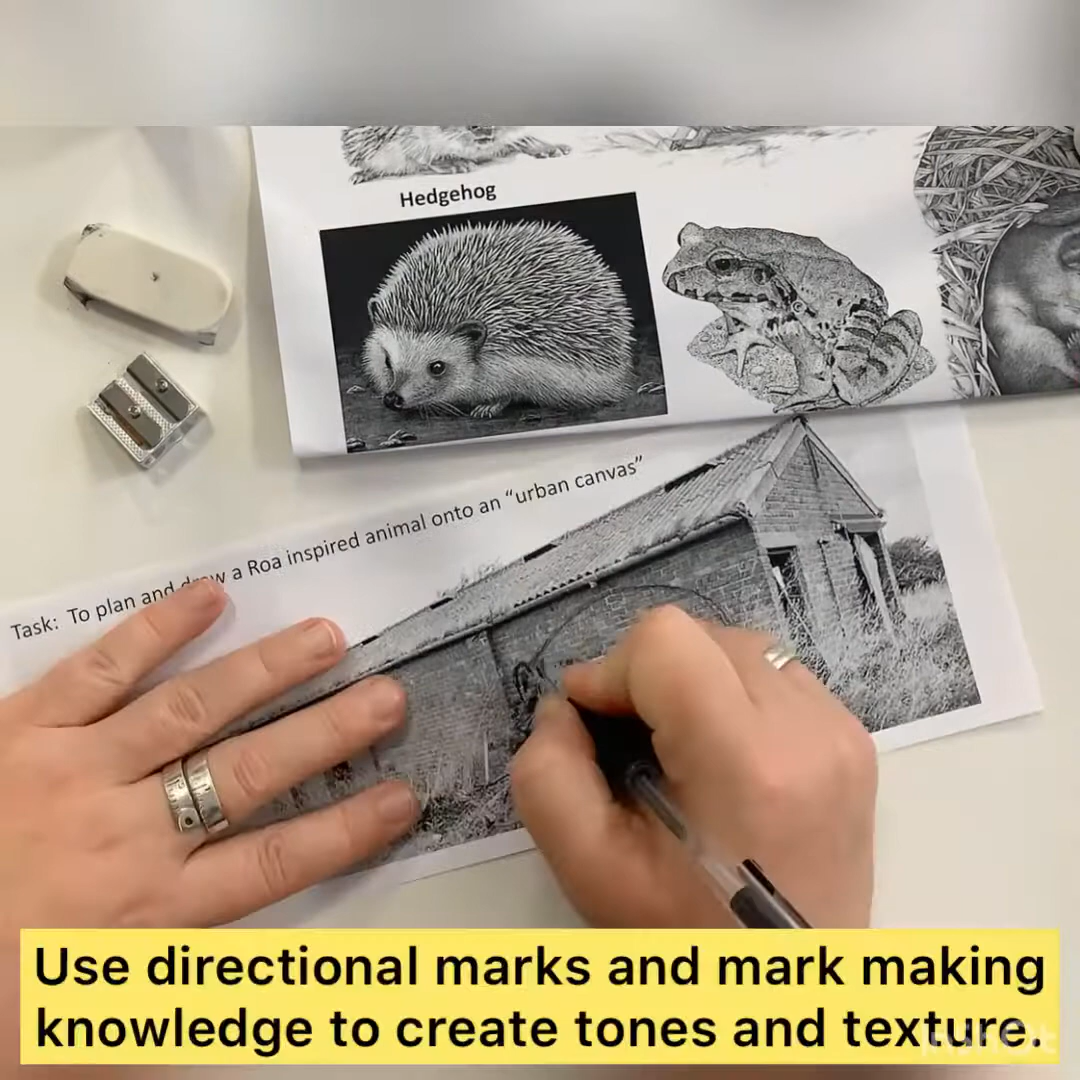 Hedgehog
Task: To plan and draw a Roa inspired animal onto an “urban canvas”
Use directional marks and mark making
knowledge to create tones and texture.
InShOt